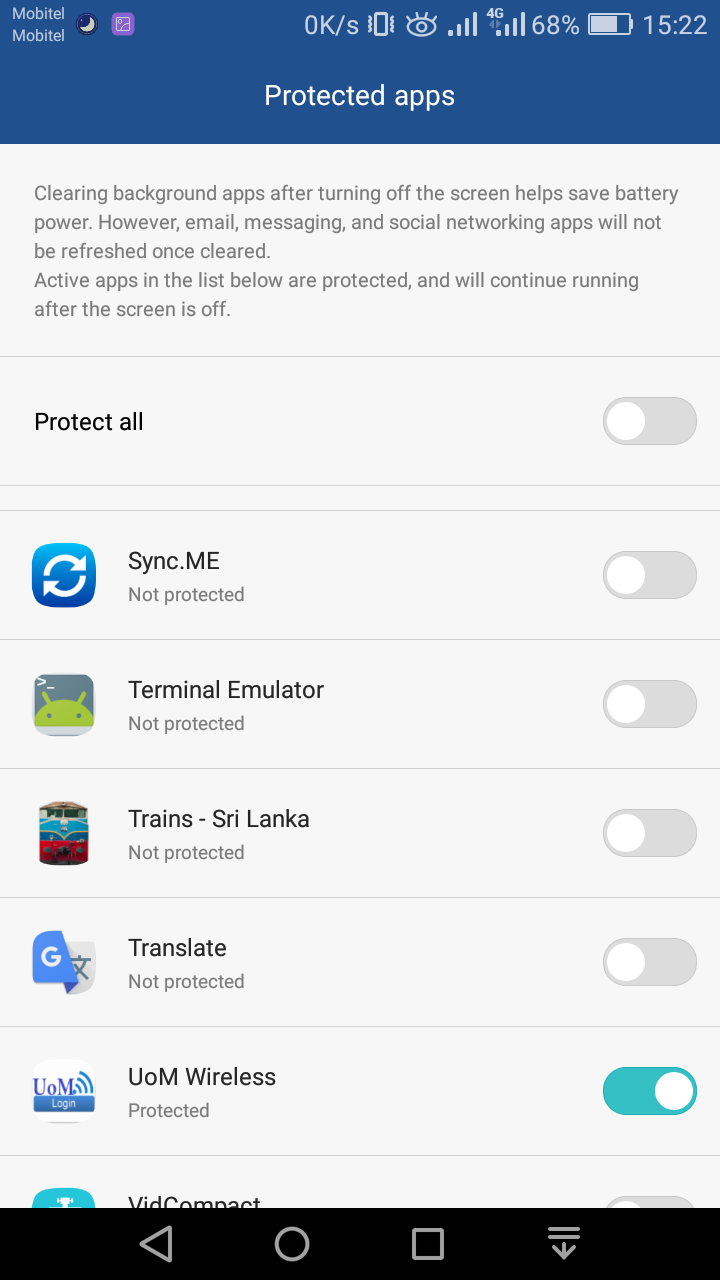 Mobitel
Mobitel
0K/s 4G 68% 15:22
Protected apps
Clearing background apps after turning off the screen helps save battery
power. However, email, messaging, and social networking apps will not
be refreshed once cleared.
Active apps in the list below are protected, and will continue running
after the screen is off.
Protect all
Sync.ME
Not protected
>_
Terminal Emulator
Not protected
Trains - Sri Lanka
Not protected
G 文
Translate
Not protected
UoM
Login
UoM Wireless
Protected
VidCompact